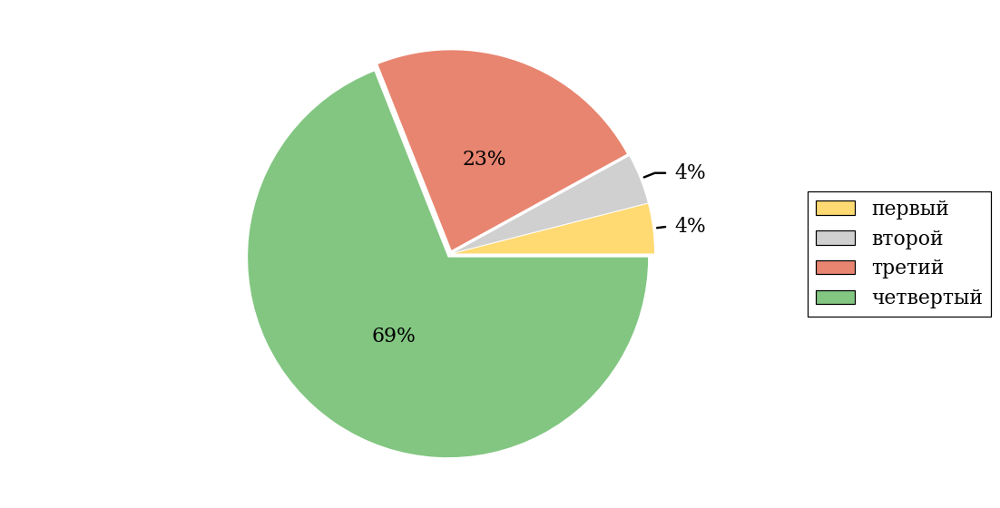 23%
4%
4%
69%
первый
второй
третий
четвертый